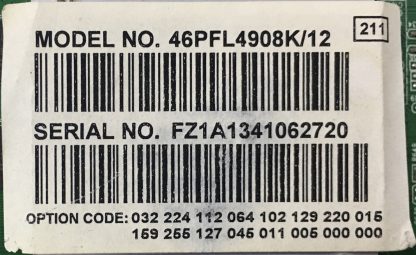 MODEL NO. 46PFL4908K/12 211
SERIAL NO. FZ1A1341062720
OPTION CODE: 032 224 112 064 102 129 220 015
159 255 127 045 011 005 000 000